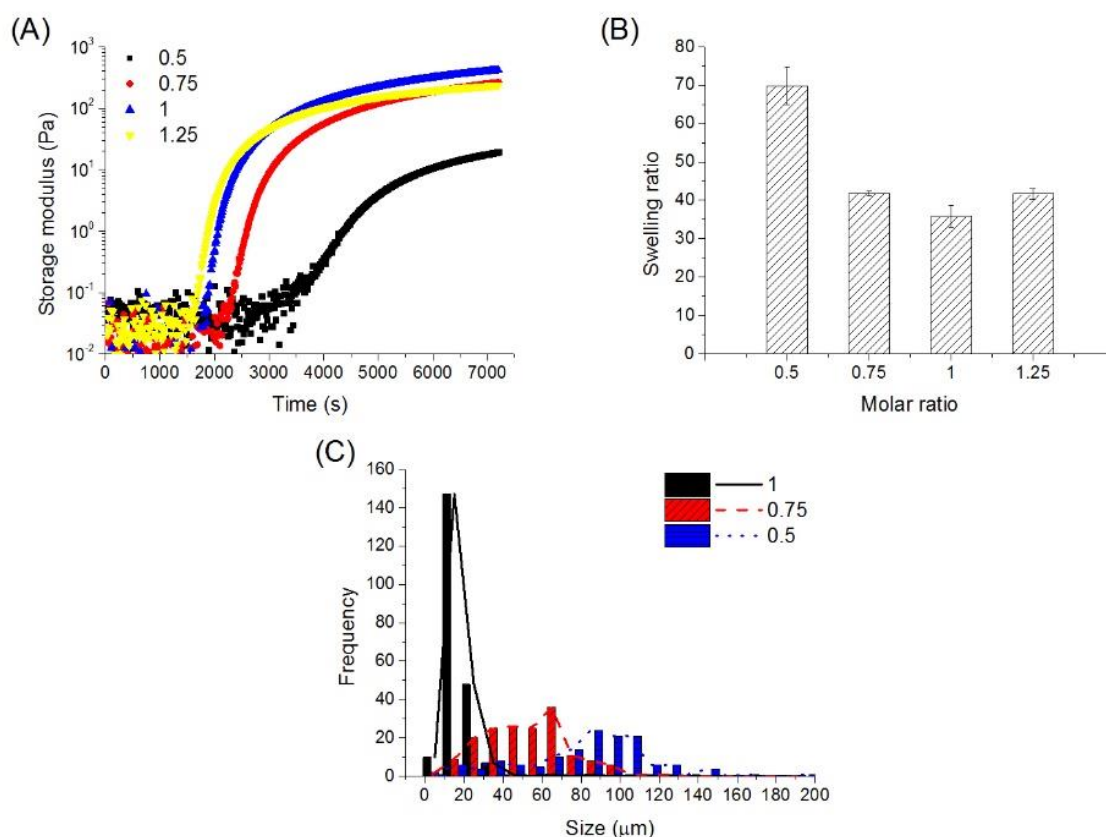 (A)
Storage modulus (Pa)
10³
10²
10¹
10⁰
10⁻¹
10⁻²
0.5
0.75
1
1.25
0 1000 2000 3000 4000 5000 6000 7000
Time (s)
(B)
Swelling ratio
80
70
60
50
40
30
20
10
0
0.5 0.75 1 1.25
Molar ratio
(C)
Frequency
160
140
120
100
80
60
40
20
0
1
0.75
0.5
0 20 40 60 80 100 120 140 160 180 200
Size (μm)